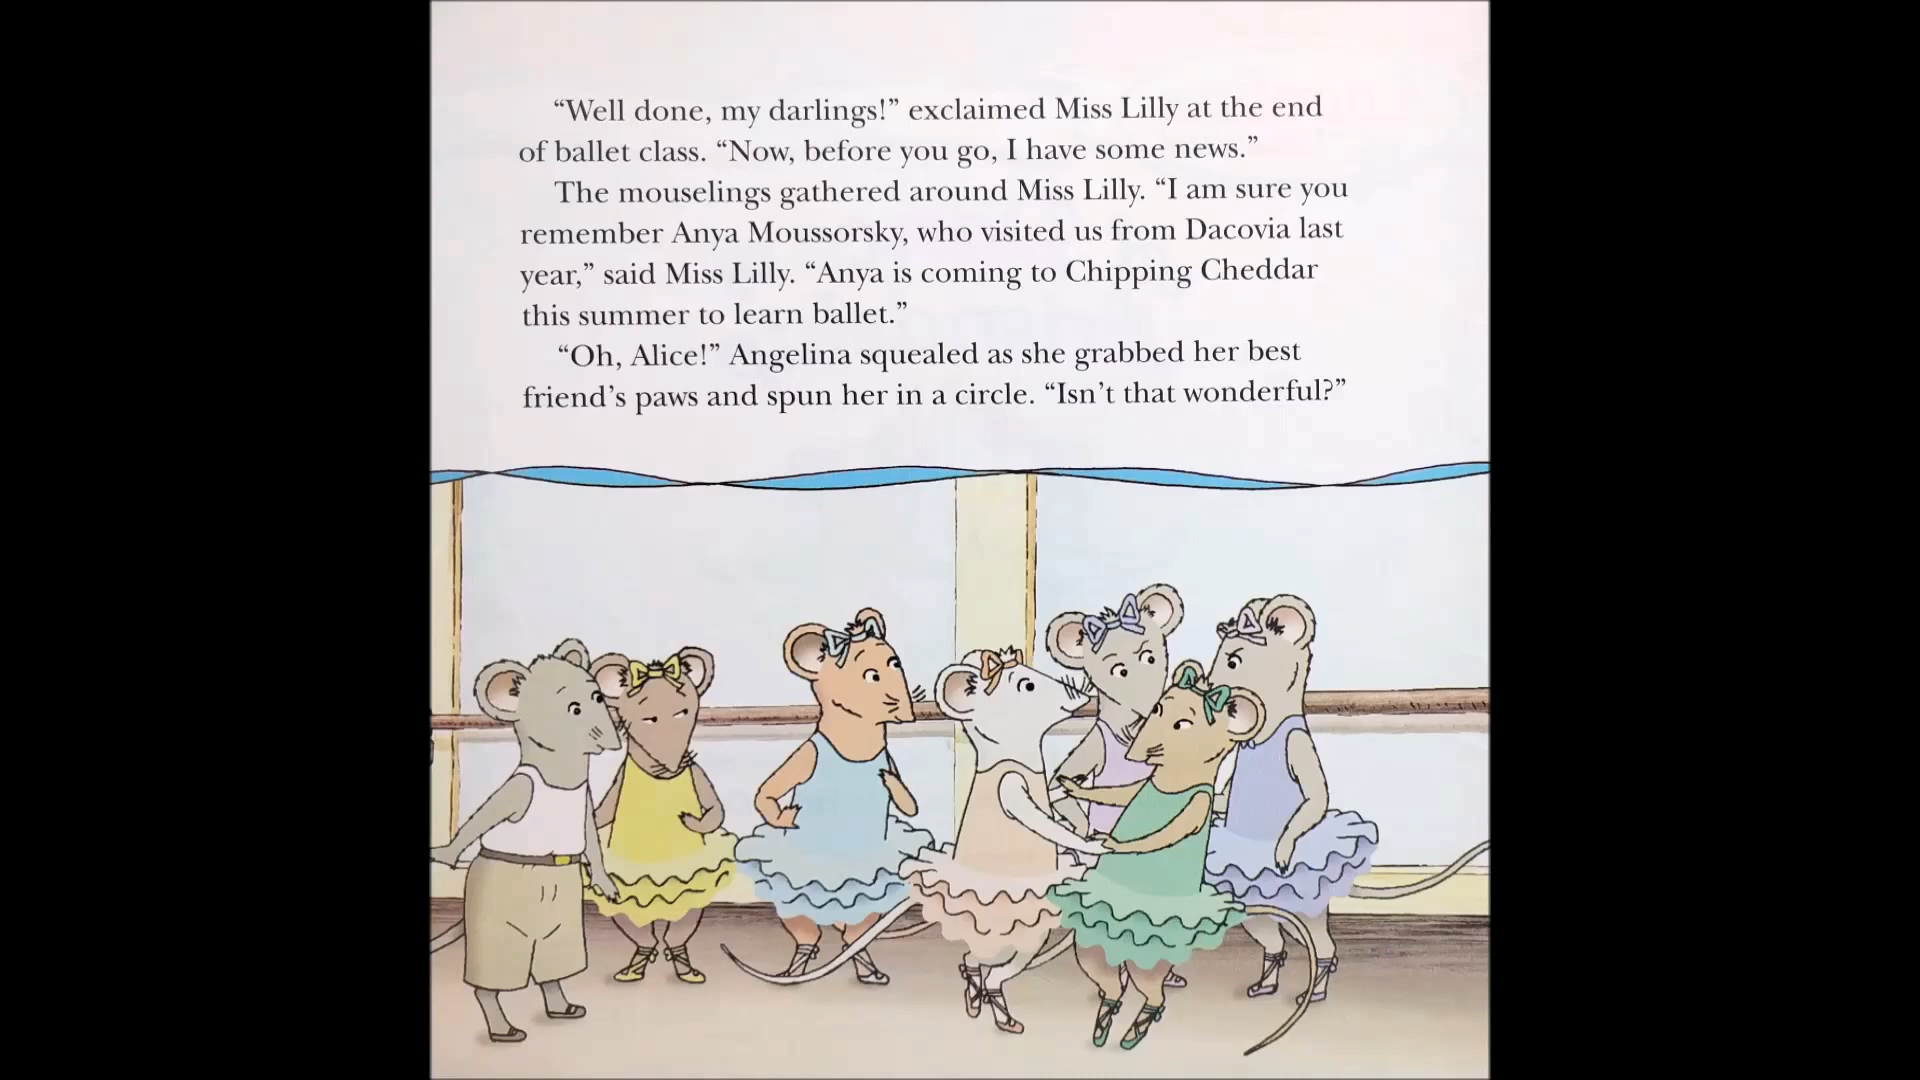 “Well done, my darlings!” exclaimed Miss Lilly at the end
of ballet class. “Now, before you go, I have some news.”
The mouselings gathered around Miss Lilly. “I am sure you
remember Anya Moussorsky, who visited us from Dacovia last
year,” said Miss Lilly. “Anya is coming to Chipping Cheddar
this summer to learn ballet.”
“Oh, Alice!” Angelina squealed as she grabbed her best
friend’s paws and spun her in a circle. “Isn’t that wonderful?”